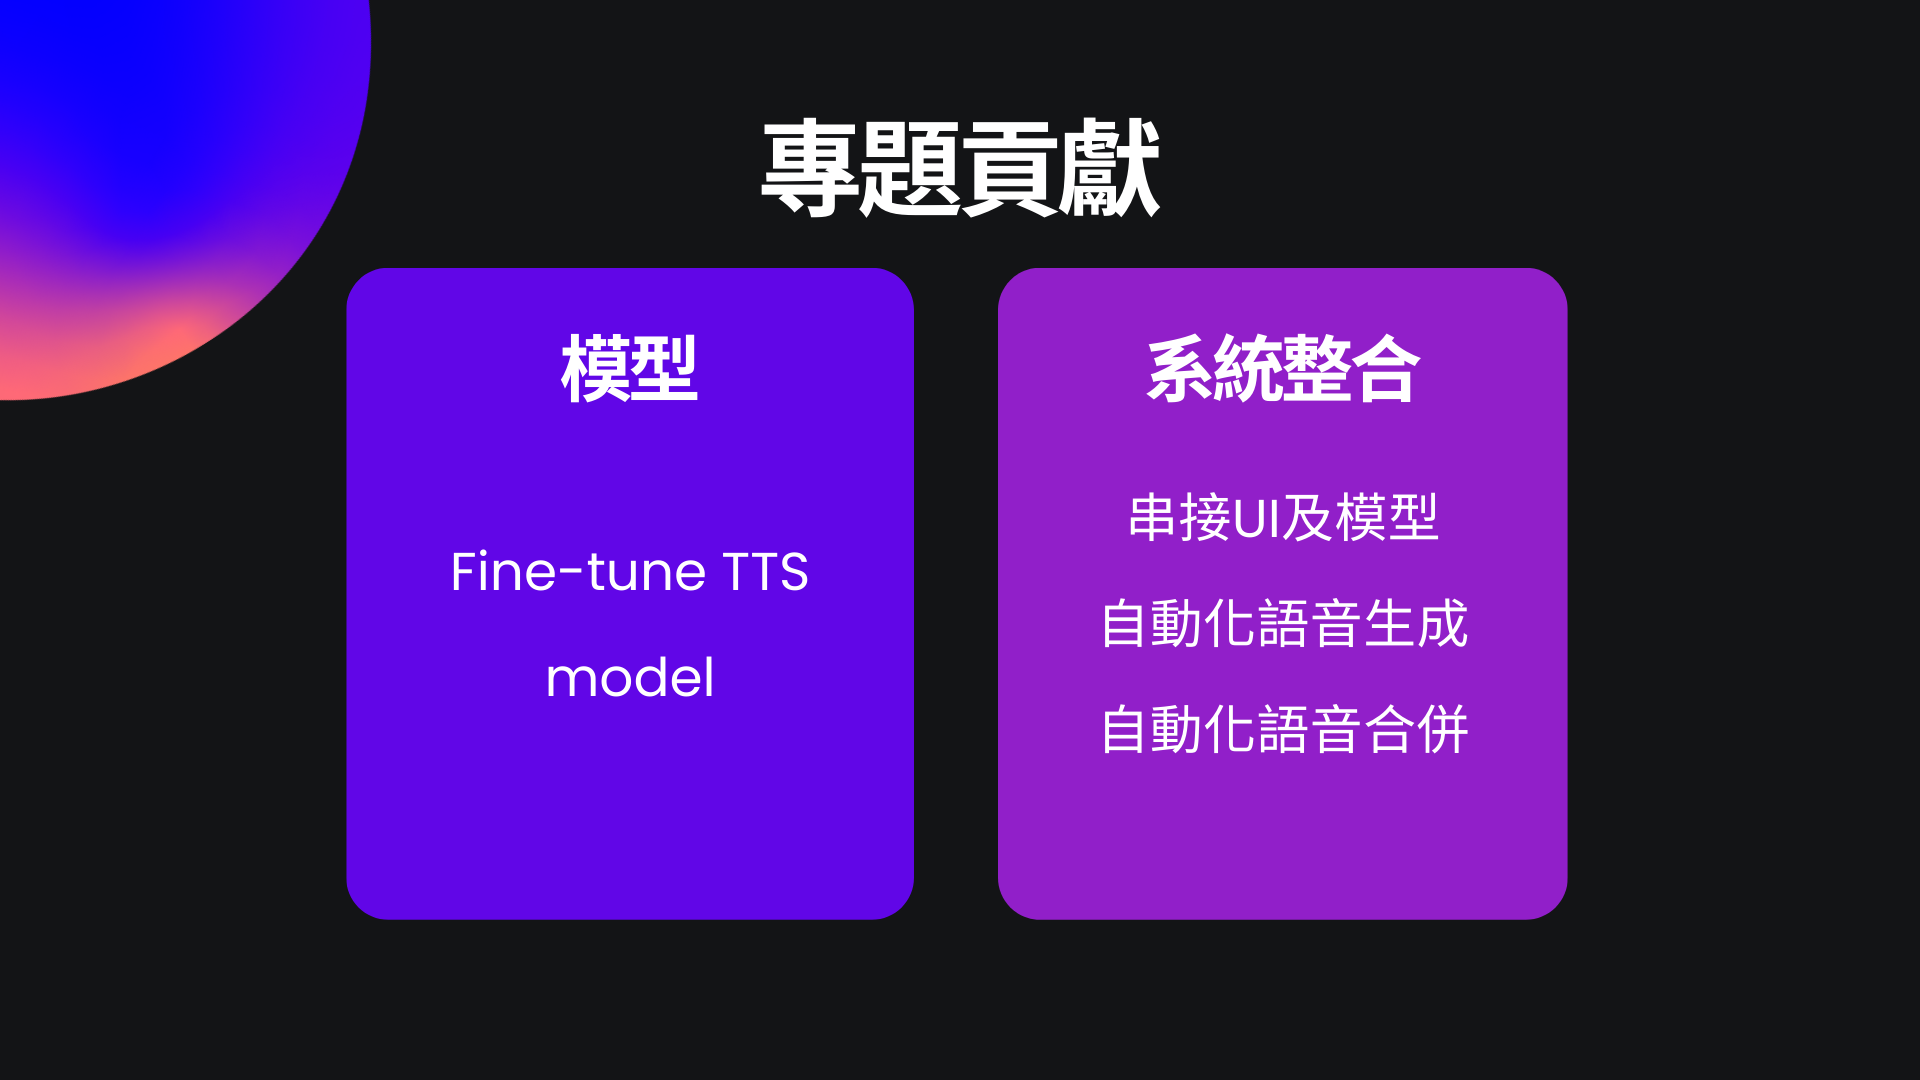 專題貢獻
模型
Fine-tune TTS
model
系統整合
串接UI及模型
自動化語音生成
自動化語音合併